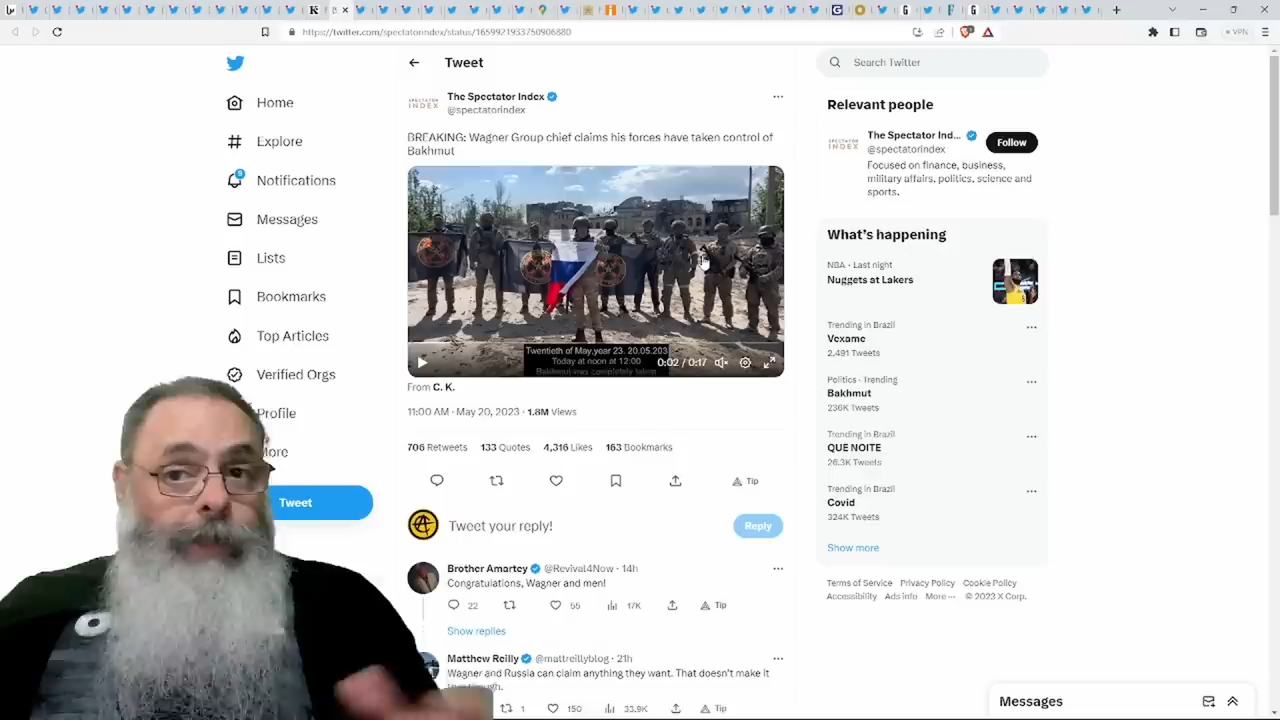 https://twitter.com/spectatorindex/status/1659921933750906880
VPN
Home
Explore
9
Notifications
Messages
Lists
Bookmarks
Top Articles
Verified Orgs
Profile
More
Tweet
Tweet
The Spectator Index
@spectatorindex
SPECTATOR
INDEX
BREAKING: Wagner Group chief claims his forces have taken control of
Bakhmut
Twentieth of May,year 23. 20.05.203
Today at noon at 12:00
Bakhmut was completely taken
0:02 / 0:17
From C. K.
11:00 AM · May 20, 2023 · 1.8M Views
706 Retweets 133 Quotes 4,316 Likes 163 Bookmarks
Tip
Tweet your reply!
Reply
Brother Amartey @Revival4Now · 14h
Congratulations, Wagner and men!
22 55 17K Tip
Show replies
Matthew Reilly @mattreillyblog · 21h
Wagner and Russia can claim anything they want. That doesn't make it
1 150 33.9K Tip
Search Twitter
Relevant people
SPECTATOR
INDEX
The Spectator Ind...
@spectatorindex
Follow
Focused on finance, business,
military affairs, politics, science and
sports.
What's happening
NBA · Last night
Nuggets at Lakers
Trending in Brazil
Vexame
2,491 Tweets
Politics · Trending
Bakhmut
236K Tweets
Trending in Brazil
QUE NOITE
26.3K Tweets
Trending in Brazil
Covid
324K Tweets
Show more
Terms of Service Privacy Policy Cookie Policy
Accessibility Ads info More ··· © 2023 X Corp.
Messages